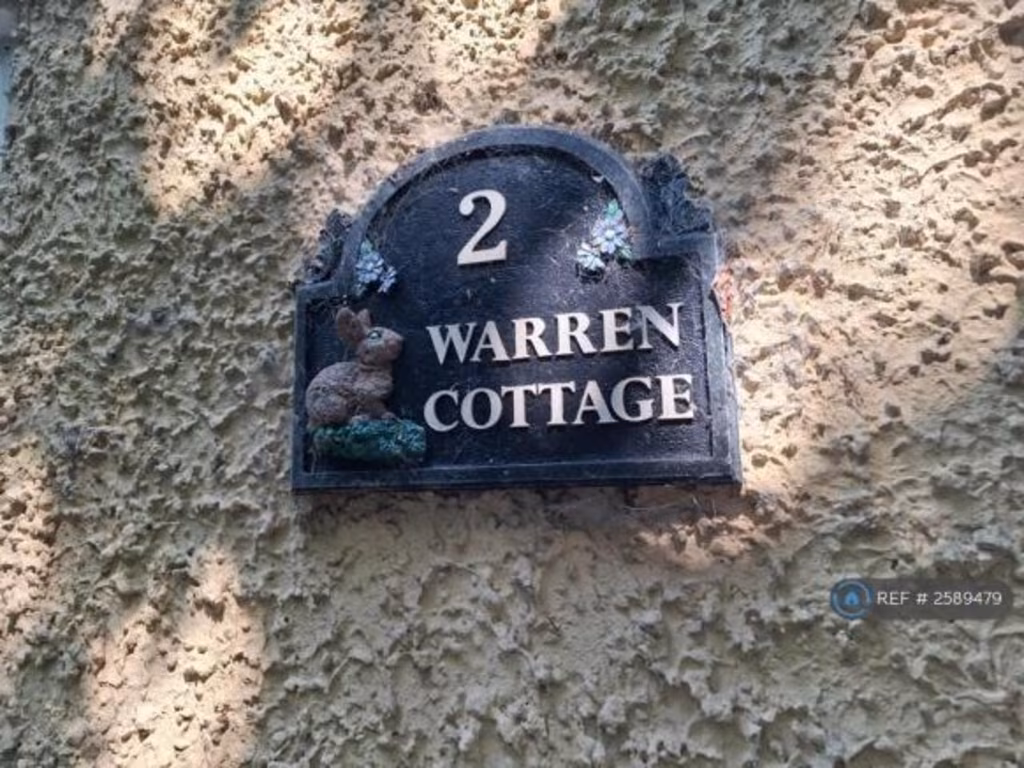 2
WARREN
COTTAGE
REF # 2589479